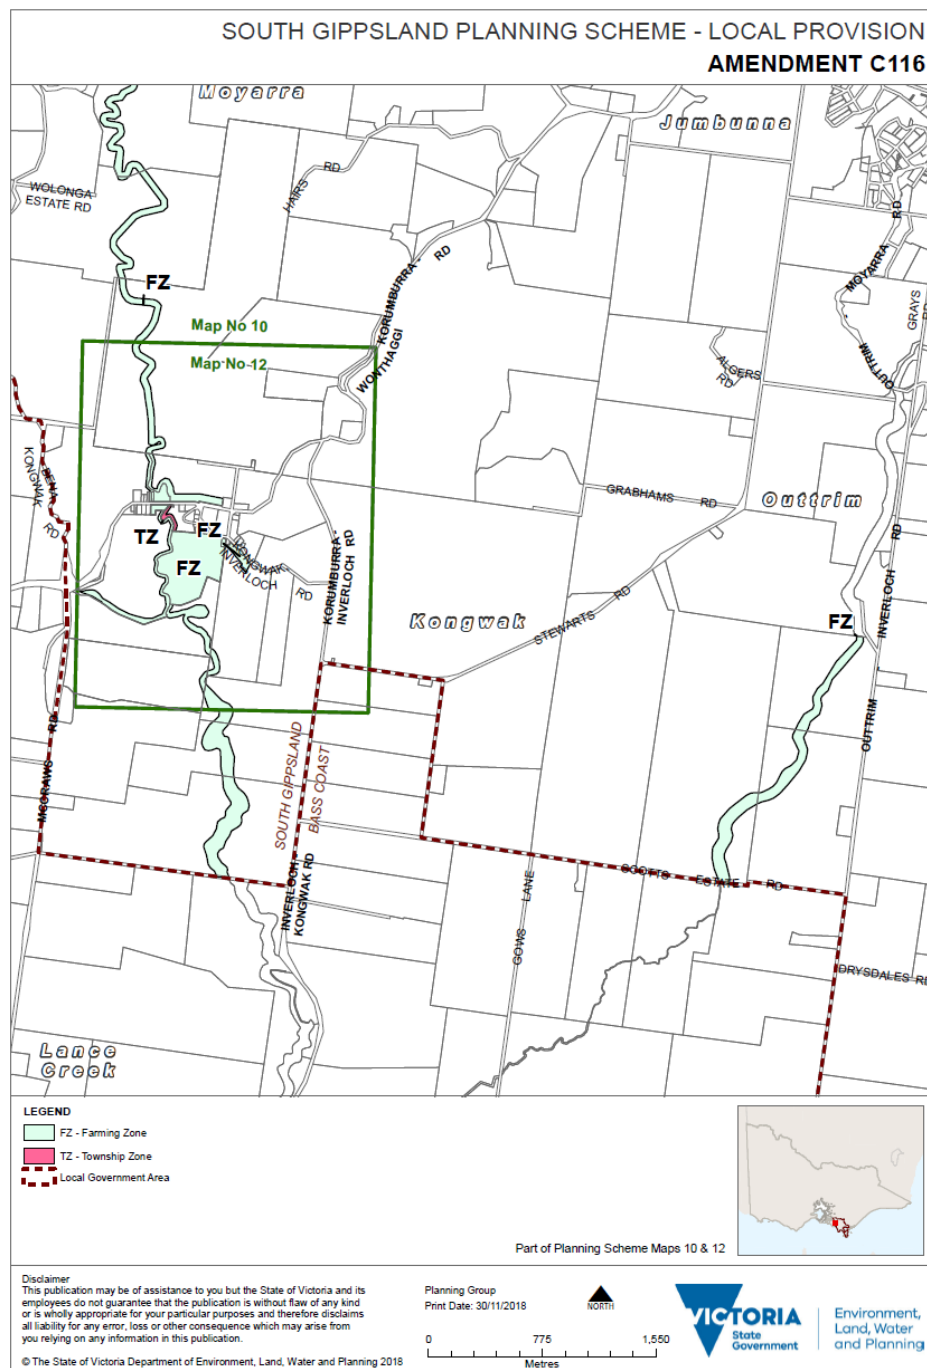 SOUTH GIPPSLAND PLANNING SCHEME - LOCAL PROVISION
AMENDMENT C116
Moyarra
Jumbunna
HAIRS RD
WOLONGA
ESTATE RD
KORUMBURRA -
WONTHAGGI
RD
MOYARRA
OUTTRIM
RD
GRAYS
FZ
Map No 10
Map No 12
ALGERS
RD
BENA
KONGWAK
RD
GRABHAMS RD
Outtrim
TZ
FZ
FZ
KONGWAK
INVERLOCH
RD
KORUMBURRA -
INVERLOCH RD
Kongwak
STEWARTS RD
FZ
INVERLOCH RD
OUTTRIM
MCGRAWS RD
SOUTH GIPPSLAND
BASS COAST
INVERLOCH
KONGWAK RD
SCOTTS ESTATE RD
GOWS LANE
DRYSDALES RD
Lance
Creek
LEGEND
FZ - Farming Zone
TZ - Township Zone
Local Government Area
Part of Planning Scheme Maps 10 & 12
Disclaimer
This publication may be of assistance to you but the State of Victoria and its
employees do not guarantee that the publication is without flaw of any kind
or is wholly appropriate for your particular purposes and therefore disclaims
all liability for any error, loss or other consequence which may arise from
you relying on any information in this publication.
© The State of Victoria Department of Environment, Land, Water and Planning 2018
Planning Group
Print Date: 30/11/2018
NORTH
0 775 1,550
Metres
VICTORIA
State
Government
Environment,
Land, Water
and Planning